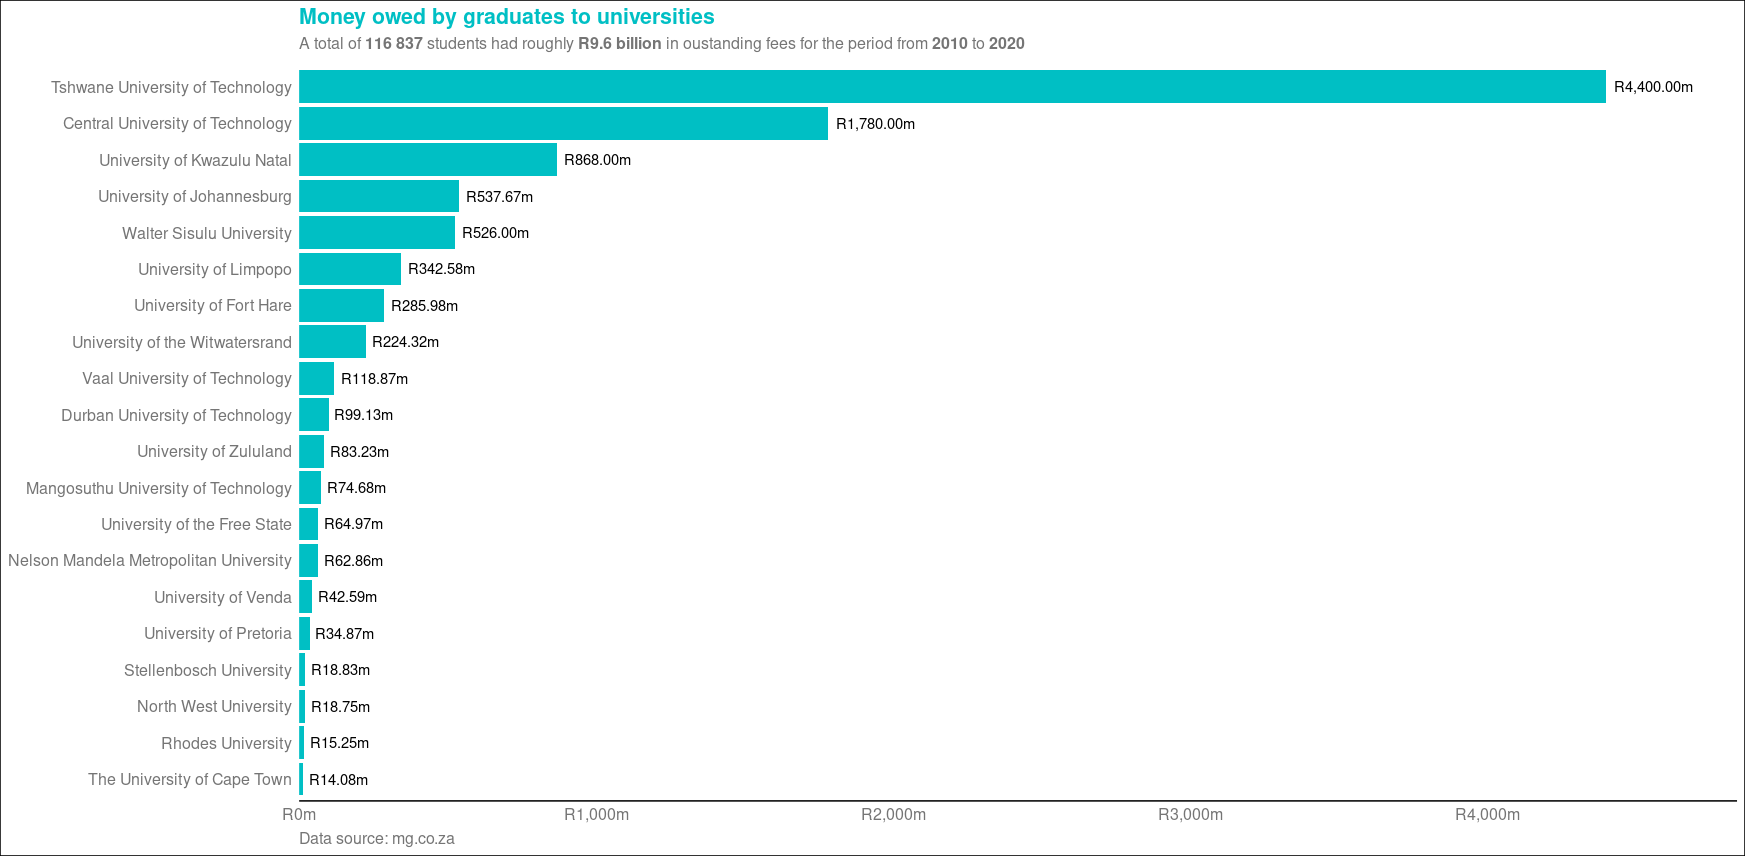 Money owed by graduates to universities
A total of 116 837 students had roughly R9.6 billion in oustanding fees for the period from 2010 to 2020
Tshwane University of Technology R4,400.00m
Central University of Technology R1,780.00m
University of Kwazulu Natal R868.00m
University of Johannesburg R537.67m
Walter Sisulu University R526.00m
University of Limpopo R342.58m
University of Fort Hare R285.98m
University of the Witwatersrand R224.32m
Vaal University of Technology R118.87m
Durban University of Technology R99.13m
University of Zululand R83.23m
Mangosuthu University of Technology R74.68m
University of the Free State R64.97m
Nelson Mandela Metropolitan University R62.86m
University of Venda R42.59m
University of Pretoria R34.87m
Stellenbosch University R18.83m
North West University R18.75m
Rhodes University R15.25m
The University of Cape Town R14.08m
R0m R1,000m R2,000m R3,000m R4,000m
Data source: mg.co.za